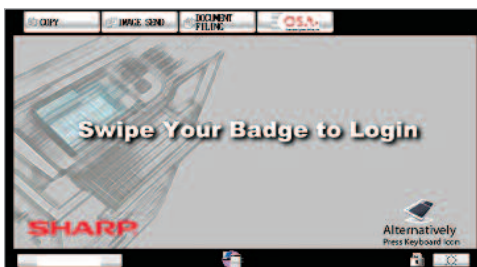 COPY
IMAGE SEND
DOCUMENT
FILING
OSA
Swipe Your Badge to Login
SHARP
Alternatively
Press Keyboard Icon